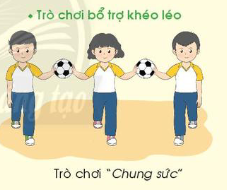 • Trò chơi bổ trợ khéo léo
Trò chơi "Chung sức"